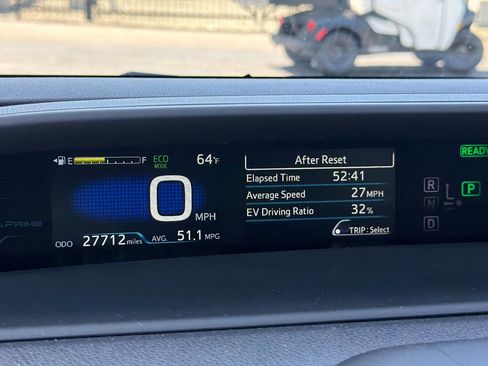 E F
ECO
MODE
64°F
0 MPH
PRIME
ODO 27712 miles AVG. 51.1 MPG
After Reset
Elapsed Time 52:41
Average Speed 27 MPH
EV Driving Ratio 32 %
TRIP : Select
READY
R
N
D
P